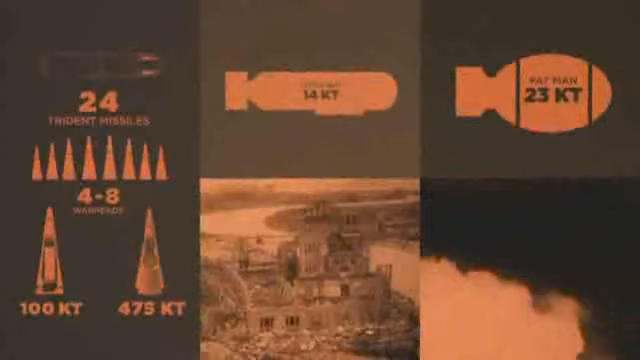 24
TRIDENT MISSILES
4-8
WARHEADS
100 KT
475 KT
14 KT
FAT MAN
23 KT